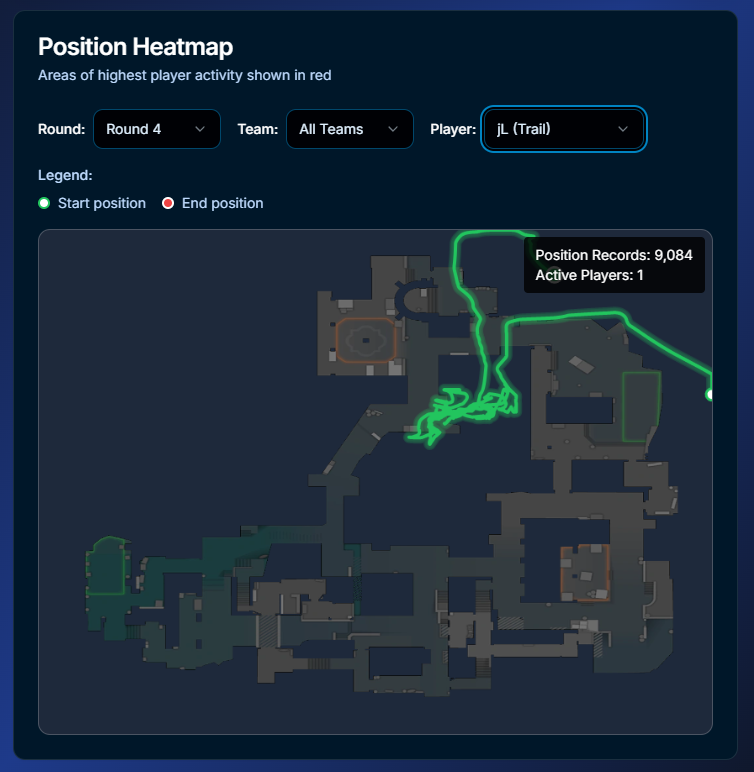 Position Heatmap
Areas of highest player activity shown in red
Round: Round 4 Team: All Teams Player: jL (Trail)
Legend:
Start position End position
Position Records: 9,084
Active Players: 1